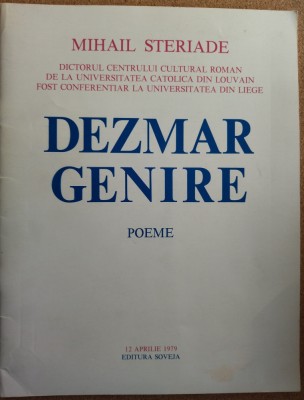 MIHAIL STERIADE
DICTORUL CENTRULUI CULTURAL ROMAN
DE LA UNIVERSITATEA CATOLICA DIN LOUVAIN
FOST CONFERENTIAR LA UNIVERSITATEA DIN LIEGE
DEZMAR
GENIRE
POEME
12 APRILIE 1979
EDITURA SOVEJA